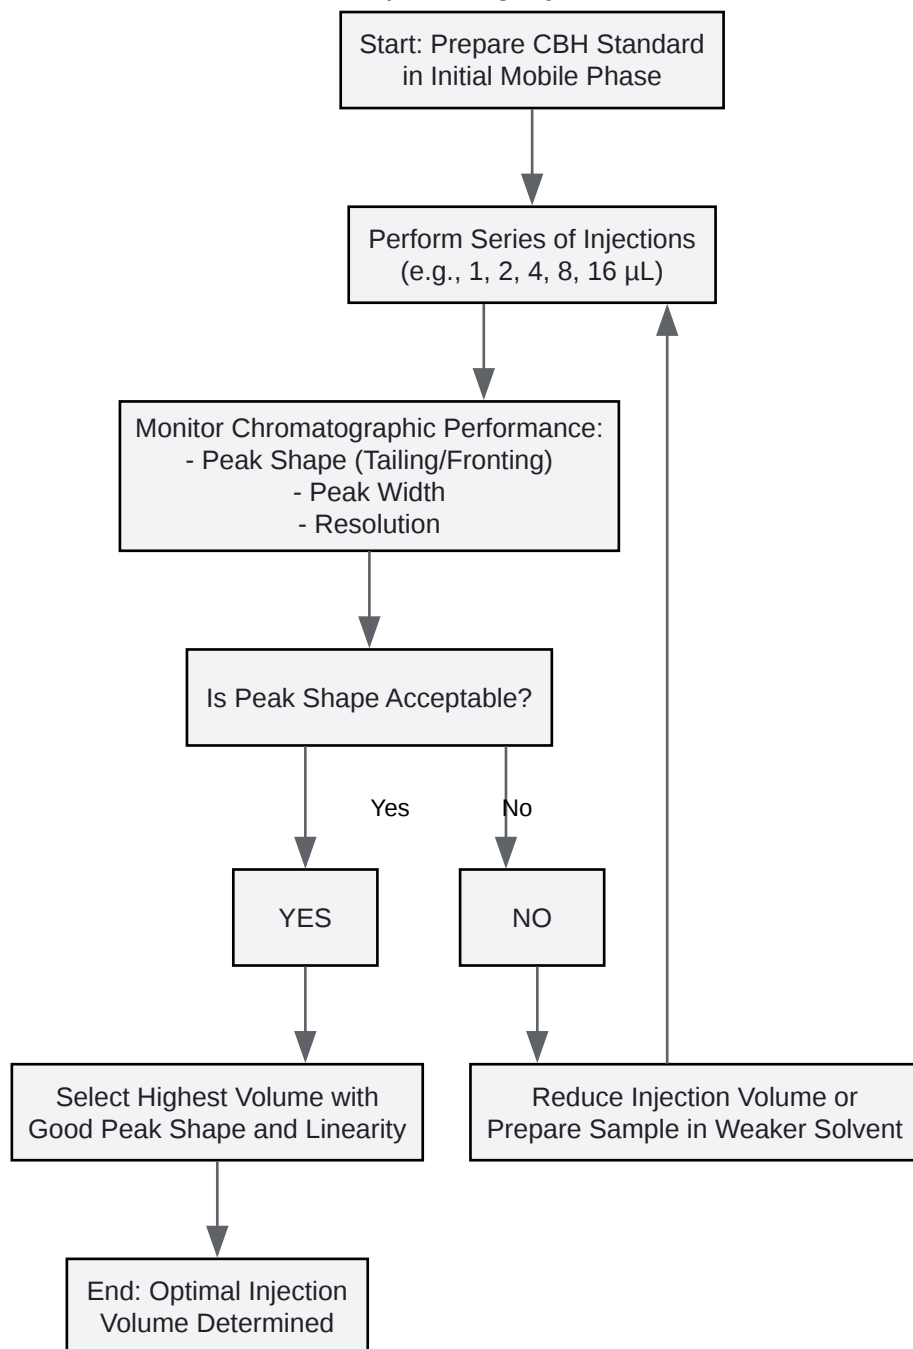 Start: Prepare CBH Standard
in Initial Mobile Phase
Perform Series of Injections
(e.g., 1, 2, 4, 8, 16 µL)
Monitor Chromatographic Performance:
- Peak Shape (Tailing/Fronting)
- Peak Width
- Resolution
Is Peak Shape Acceptable?
Yes
No
YES
NO
Select Highest Volume with
Good Peak Shape and Linearity
Reduce Injection Volume or
Prepare Sample in Weaker Solvent
End: Optimal Injection
Volume Determined